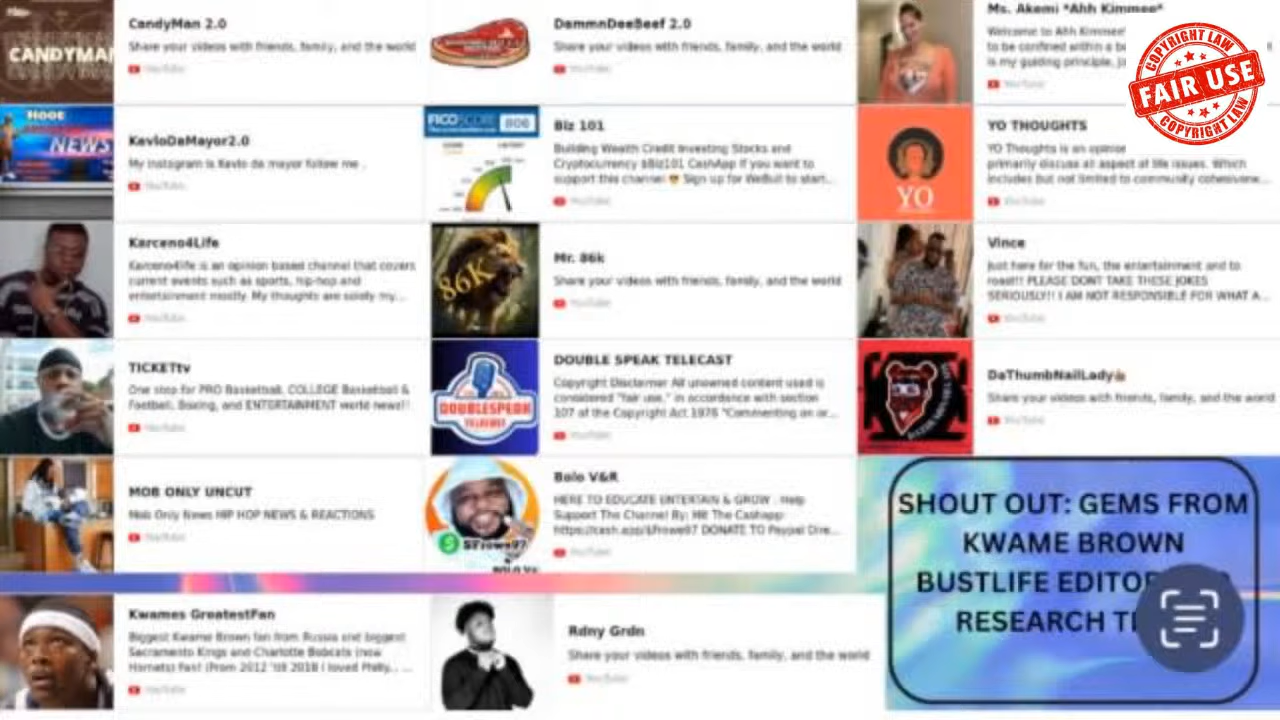 CANDYMAN
CandyMan 2.0
Share your videos with friends, family, and the world
YouTube
DammnDeeBeef 2.0
Share your videos with friends, family, and the world
YouTube
Ms. Akemi *Ahh Kimmee*
Welcome to Ahh Kimmee
to be confined within a
is my guiding principle,
YouTube
COPYRIGHT LAW
FAIR USE
COPYRIGHT LAW
NEWS
KevloDaMayor2.0
My Instagram is Kevlo da mayor follow me .
YouTube
FICO SCORE
808
Biz 101
Building Wealth Credit Investing Stocks and
Cryptocurrency $Biz101 CashApp If you want to
support this channel 😎 Sign up for WeBull to start...
YouTube
YO
YO THOUGHTS
YO Thoughts is an opinion
primarily discuss all aspect of life issues. Which
includes but not limited to community cohesivene...
YouTube
Karceno4Life
Karceno4life is an opinion based channel that covers
current events such as sports, hip-hop and
entertainment mostly. My thoughts are solely my...
YouTube
86K
Mr. 86k
Share your videos with friends, family, and the world
YouTube
Vince
Just here for the fun, the entertainment and to
roast!! PLEASE DONT TAKE THESE JOKES
SERIOUSLY!! I AM NOT RESPONSIBLE FOR WHAT A...
YouTube
TICKETtv
One stop for PRO Basketball, COLLEGE Basketball &
Football, Boxing, and ENTERTAINMENT world news!!
YouTube
DOUBLESPEAK
TELECAST
DOUBLE SPEAK TELECAST
Copyright Disclaimer All unowned content used is
considered "fair use," in accordance with section
107 of the Copyright Act 1976 "Commenting on or...
YouTube
DaThumbNailLady
Share your videos with friends, family, and the world
YouTube
MOB ONLY UNCUT
Mob Only News HIP HOP NEWS & REACTIONS
YouTube
$Frowe97
Bolo V&R
HERE TO EDUCATE ENTERTAIN & GROW . Help
Support The Channel By: Hit The Cashapp:
https://cash.app/$Frowe97 DONATE TO Paypal Dire...
YouTube
SHOUT OUT: GEMS FROM
KWAME BROWN
BUSTLIFE
RESEARCH
Kwames GreatestFan
Biggest Kwame Brown fan from Russia and biggest
Sacramento Kings and Charlotte Bobcats (now
Hornets) Fan! (From 2012 'till 2018 I loved Philly... ...
YouTube
Rdny Grdn
Share your videos with friends, family, and the world
YouTube